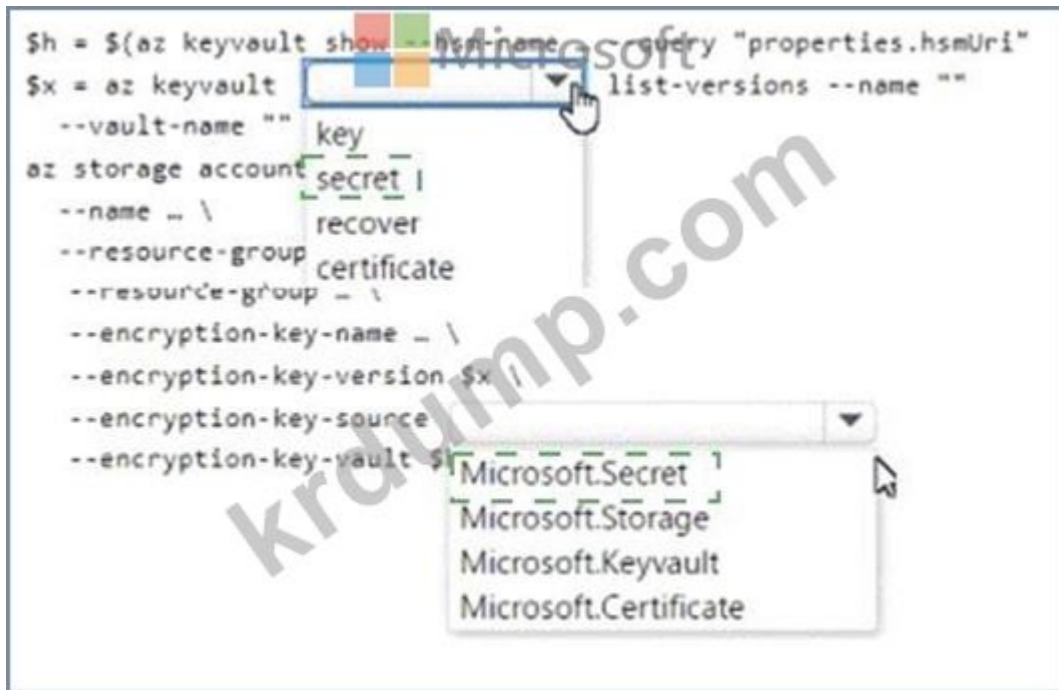 $h = $(az keyvault show --hsm-name … --query "properties.hsmUri"
Microsoft
$x = az keyvault list-versions --name ""
--vault-name ""
key
secret
recover
certificate
az storage account
--name … \
--resource-group
--resource-group … \
--encryption-key-name … \
--encryption-key-version $x \
--encryption-key-source
--encryption-key-vault
Microsoft.Secret
Microsoft.Storage
Microsoft.Keyvault
Microsoft.Certificate
krdump.com